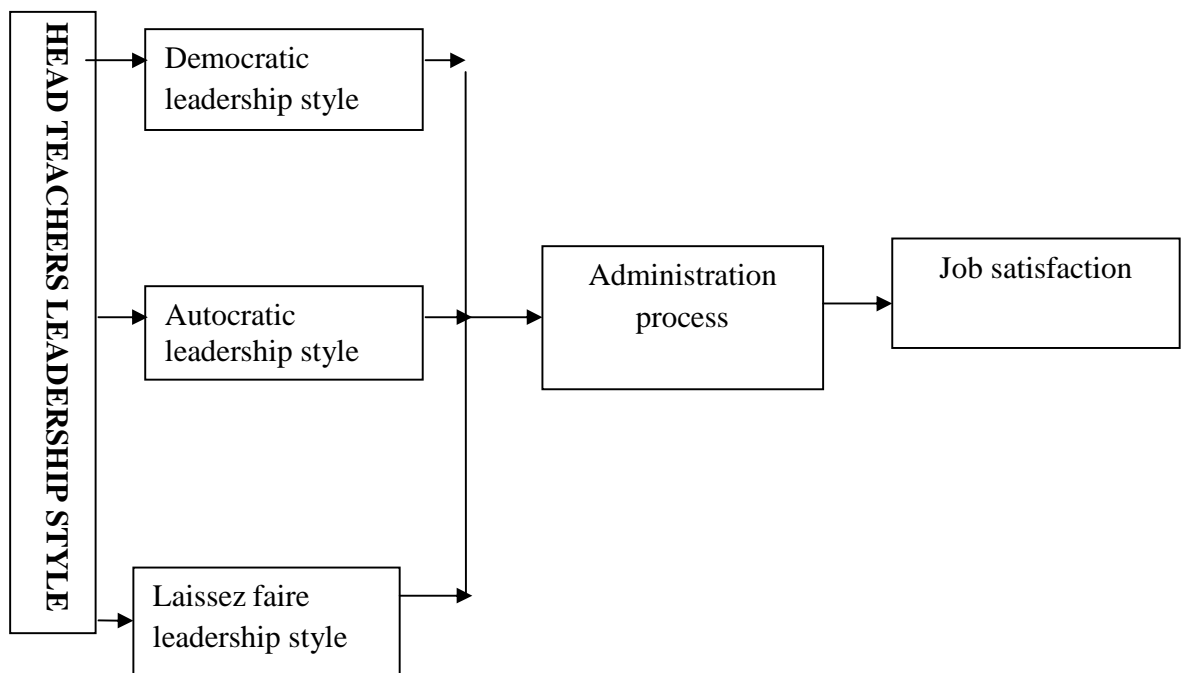 HEAD TEACHERS LEADERSHIP STYLE
Democratic
leadership style
Autocratic
leadership style
Laissez faire
leadership style
Administration
process
Job satisfaction